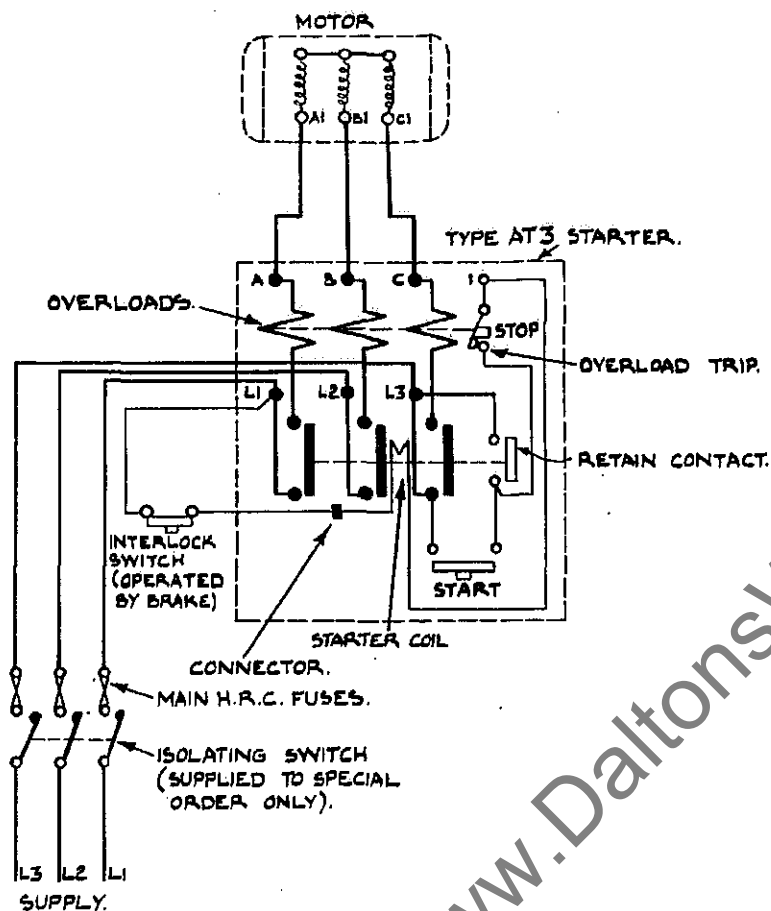 MOTOR
A1 B1 C1
TYPE AT3 STARTER.
A B C 1
OVERLOADS.
STOP
OVERLOAD TRIP.
L1 L2 L3
RETAIN CONTACT.
INTERLOCK
SWITCH
(OPERATED
BY BRAKE)
START
STARTER COIL
CONNECTOR.
MAIN H.R.C. FUSES.
ISOLATING SWITCH
(SUPPLIED TO SPECIAL
ORDER ONLY).
L3 L2 L1
SUPPLY.